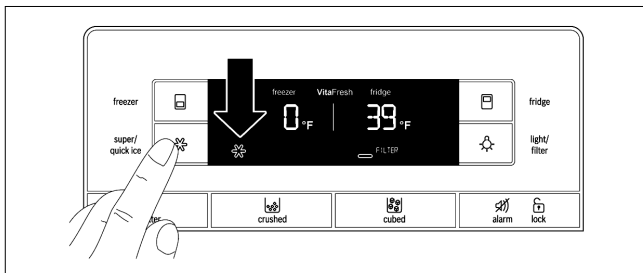 freezer VitaFresh fridge
freezer
0 °F 39 °F
fridge
super/
quick ice
FILTER
light/
filter
crushed
cubed
alarm lock